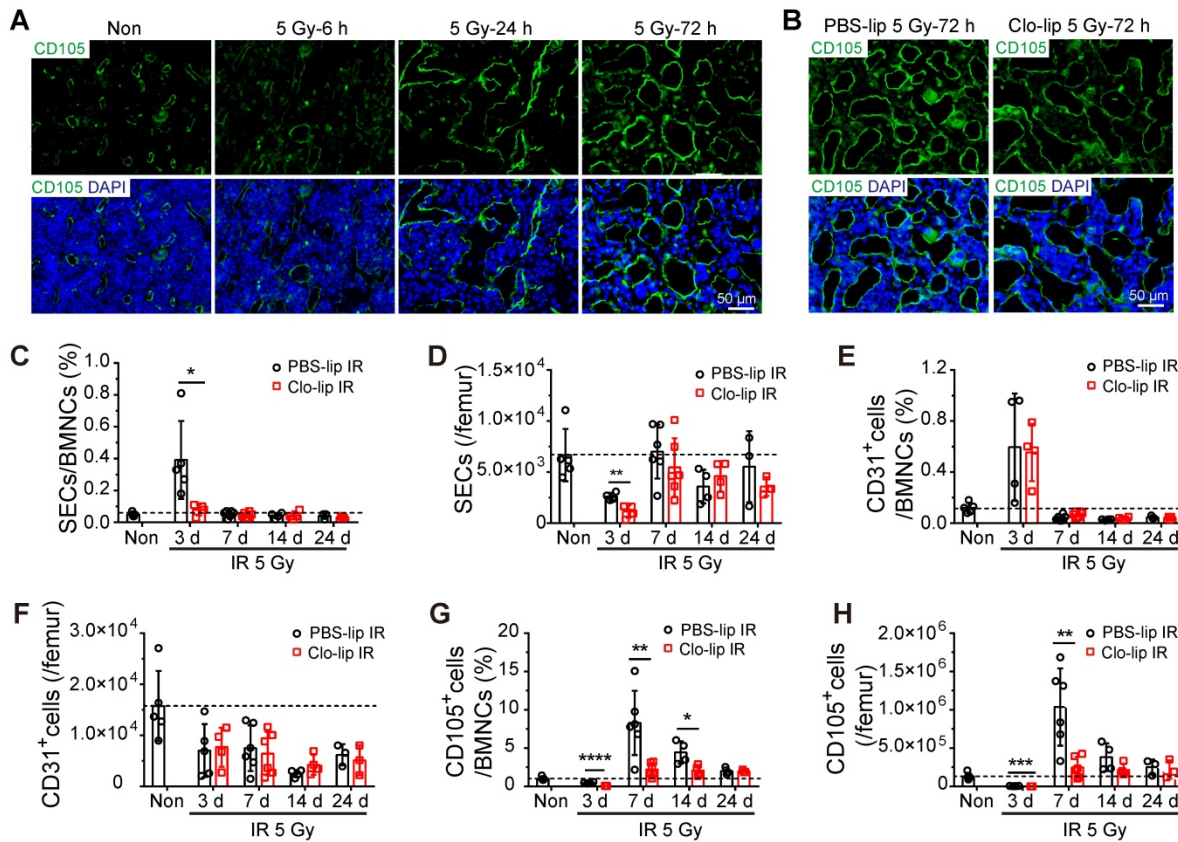 A
Non
5 Gy-6 h
5 Gy-24 h
5 Gy-72 h
CD105
CD105 DAPI
50 μm
B
PBS-lip 5 Gy-72 h
Clo-lip 5 Gy-72 h
CD105
CD105
CD105 DAPI
CD105 DAPI
50 μm
C
SECs/BMNCs (%)
1.0
0.8
0.6
0.4
0.2
0.0
*
PBS-lip IR
Clo-lip IR
Non 3 d 7 d 14 d 24 d
IR 5 Gy
D
SECs (/femur)
1.5×10⁴
1.0×10⁴
5.0×10³
0
**
PBS-lip IR
Clo-lip IR
Non 3 d 7 d 14 d 24 d
IR 5 Gy
E
CD31⁺cells
/BMNCs (%)
1.2
0.8
0.4
0.0
PBS-lip IR
Clo-lip IR
Non 3 d 7 d 14 d 24 d
IR 5 Gy
F
CD31⁺cells (/femur)
3.0×10⁴
2.0×10⁴
1.0×10⁴
0
PBS-lip IR
Clo-lip IR
Non 3 d 7 d 14 d 24 d
IR 5 Gy
G
CD105⁺cells
/BMNCs (%)
20
15
10
5
0
****
**
*
PBS-lip IR
Clo-lip IR
Non 3 d 7 d 14 d 24 d
IR 5 Gy
H
CD105⁺cells
(/femur)
2.0×10⁶
1.5×10⁶
1.0×10⁶
5.0×10⁵
0
***
**
PBS-lip IR
Clo-lip IR
Non 3 d 7 d 14 d 24 d
IR 5 Gy